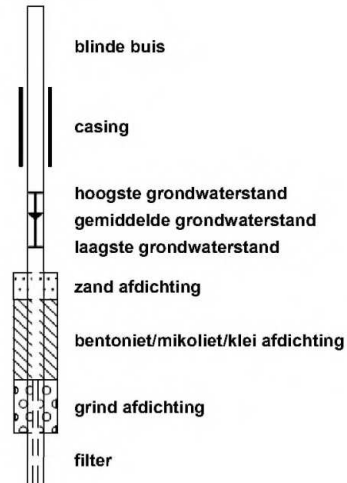 blinde buis
casing
hoogste grondwaterstand
gemiddelde grondwaterstand
laagste grondwaterstand
zand afdichting
bentoniet/mikoliet/klei afdichting
grind afdichting
filter